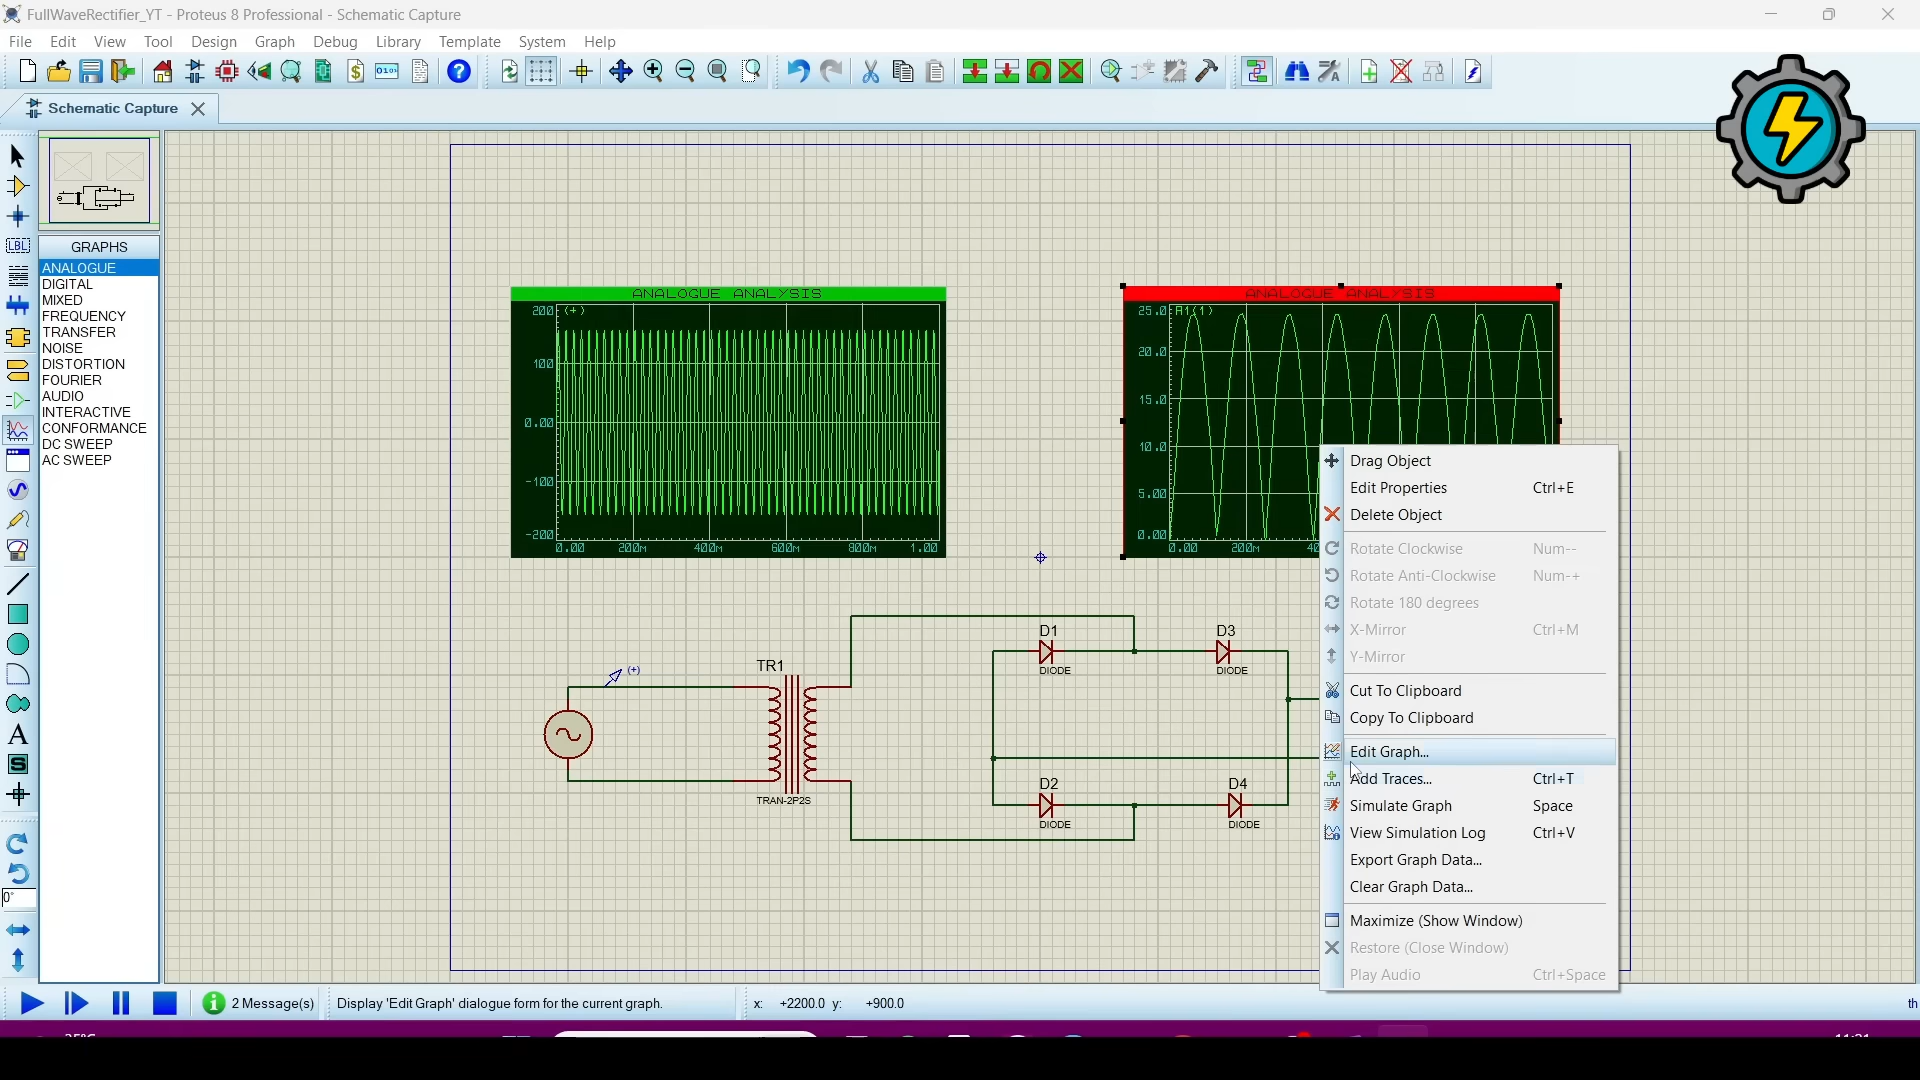 FullWaveRectifier_YT - Proteus 8 Professional - Schematic Capture
File Edit View Tool Design Graph Debug Library Template System Help
Schematic Capture
GRAPHS
ANALOGUE
DIGITAL
MIXED
FREQUENCY
TRANSFER
NOISE
DISTORTION
FOURIER
AUDIO
INTERACTIVE
CONFORMANCE
DC SWEEP
AC SWEEP
LBL
0°
ANALOGUE ANALYSIS
200 (+)
100
0.00
-100
-200
0.00 200m 400m 600m 800m 1.00
ANALOGUE ANALYSIS
25.0 A1(1)
20.0
15.0
10.0
5.00
0.00
0.00 200m 40
(+)
TR1
TRAN-2P2S
D1
DIODE
D3
DIODE
D2
DIODE
D4
DIODE
Drag Object
Edit Properties Ctrl+E
Delete Object
Rotate Clockwise Num--
Rotate Anti-Clockwise Num-+
Rotate 180 degrees
X-Mirror Ctrl+M
Y-Mirror
Cut To Clipboard
Copy To Clipboard
Edit Graph...
Add Traces... Ctrl+T
Simulate Graph Space
View Simulation Log Ctrl+V
Export Graph Data...
Clear Graph Data...
Maximize (Show Window)
Restore (Close Window)
Play Audio Ctrl+Space
2 Message(s) Display 'Edit Graph' dialogue form for the current graph. x: +2200.0 y: +900.0 th